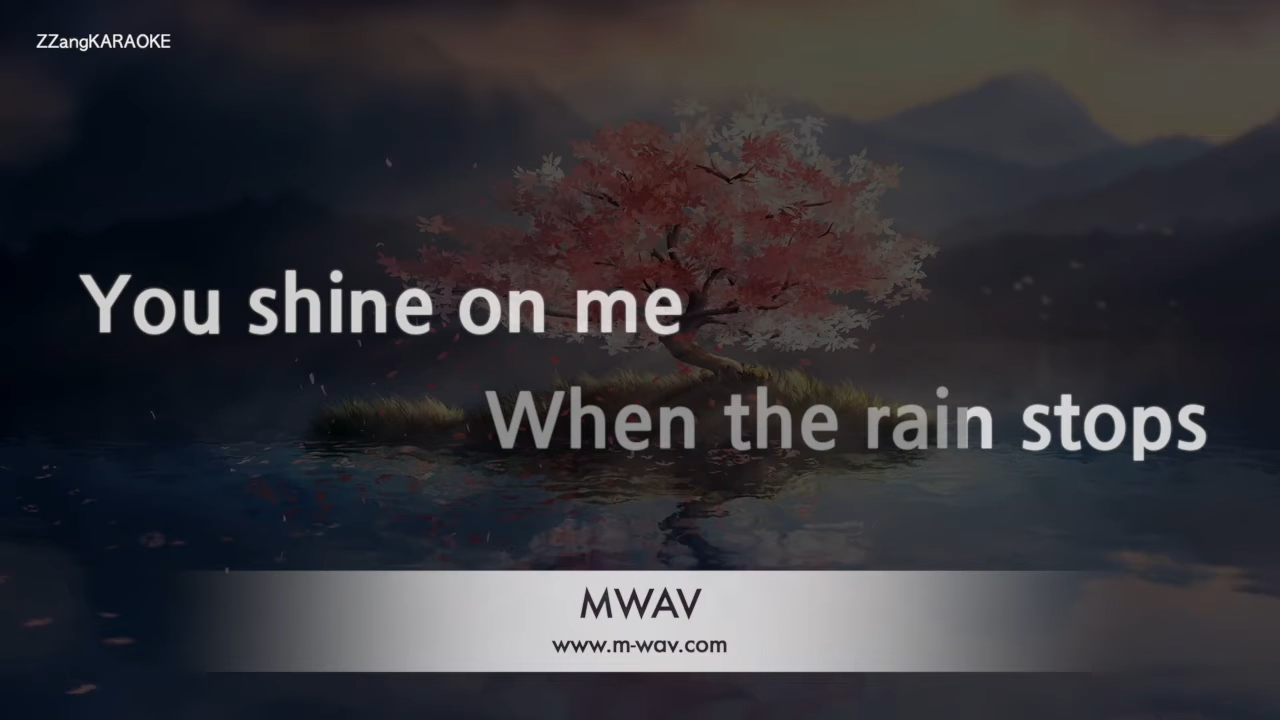 ZZangKARAOKE
You shine on me
When the rain stops
MWAV
www.m-wav.com